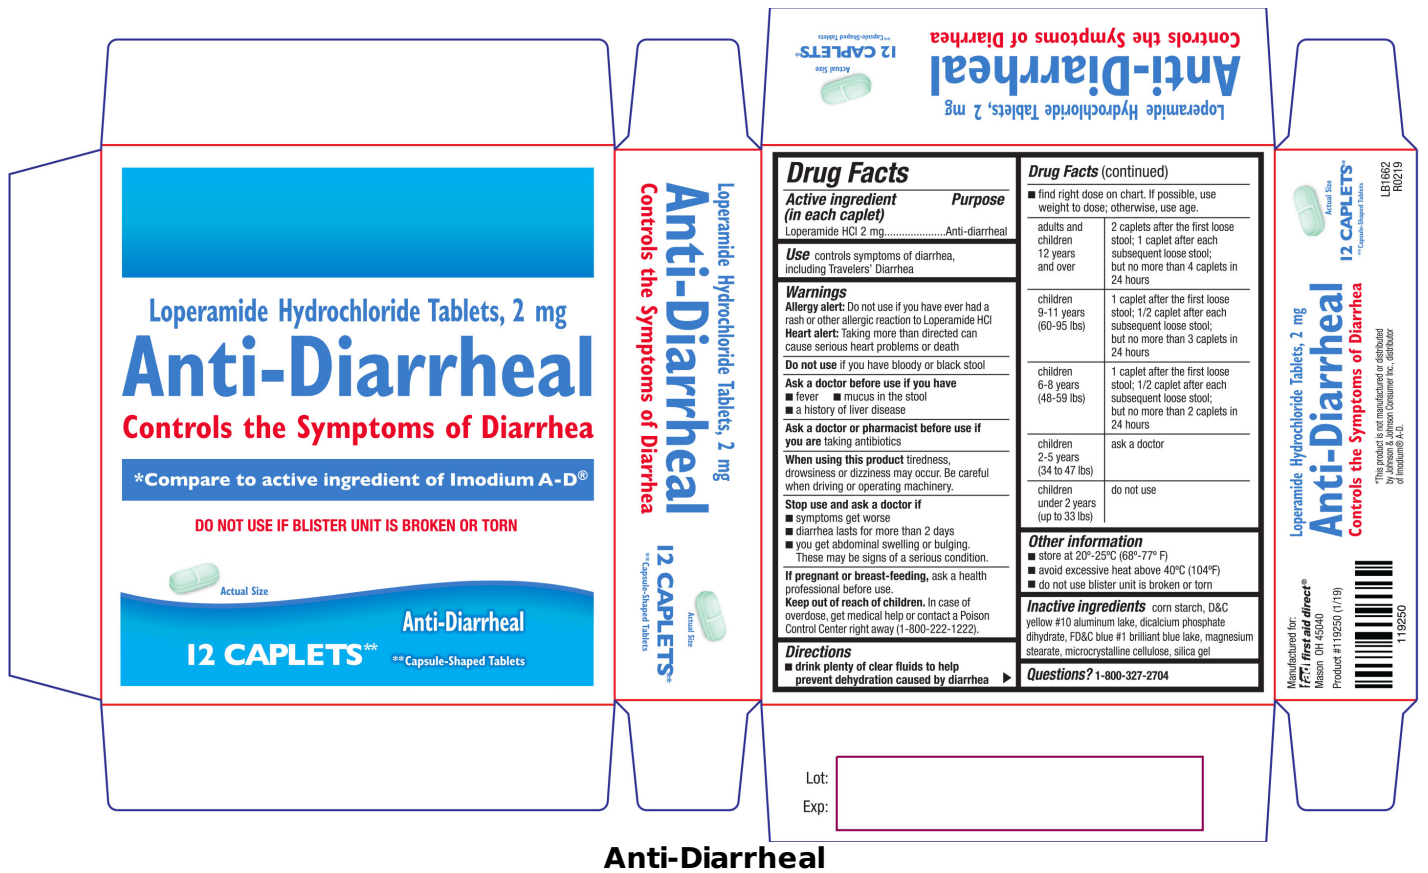 Loperamide Hydrochloride Tablets, 2 mg
Anti-Diarrheal
Controls the Symptoms of Diarrhea
*Compare to active ingredient of Imodium A-D®
DO NOT USE IF BLISTER UNIT IS BROKEN OR TORN
Actual Size
Anti-Diarrheal
12 CAPLETS**
**Capsule-Shaped Tablets
Loperamide Hydrochloride Tablets, 2 mg
Anti-Diarrheal
Controls the Symptoms of Diarrhea
Actual Size
12 CAPLETS**
**Capsule-Shaped Tablets
Loperamide Hydrochloride Tablets, 2 mg
Anti-Diarrheal
Controls the Symptoms of Diarrhea
Actual Size
12 CAPLETS*
**Capsule-Shaped Tablets
Drug Facts
Active ingredient Purpose
(in each caplet)
Loperamide HCl 2 mg.....................Anti-diarrheal
Use controls symptoms of diarrhea,
including Travelers' Diarrhea
Warnings
Allergy alert: Do not use if you have ever had a
rash or other allergic reaction to Loperamide HCl
Heart alert: Taking more than directed can
cause serious heart problems or death
Do not use if you have bloody or black stool
Ask a doctor before use if you have
■ fever ■ mucus in the stool
■ a history of liver disease
Ask a doctor or pharmacist before use if
you are taking antibiotics
When using this product tiredness,
drowsiness or dizziness may occur. Be careful
when driving or operating machinery.
Stop use and ask a doctor if
■ symptoms get worse
■ diarrhea lasts for more than 2 days
■ you get abdominal swelling or bulging.
These may be signs of a serious condition.
If pregnant or breast-feeding, ask a health
professional before use.
Keep out of reach of children. In case of
overdose, get medical help or contact a Poison
Control Center right away (1-800-222-1222).
Directions
■ drink plenty of clear fluids to help
prevent dehydration caused by diarrhea
Drug Facts (continued)
■ find right dose on chart. If possible, use
weight to dose; otherwise, use age.
adults and
children
12 years
and over
2 caplets after the first loose
stool; 1 caplet after each
subsequent loose stool;
but no more than 4 caplets in
24 hours
children
9-11 years
(60-95 lbs)
1 caplet after the first loose
stool; 1/2 caplet after each
subsequent loose stool;
but no more than 3 caplets in
24 hours
children
6-8 years
(48-59 lbs)
1 caplet after the first loose
stool; 1/2 caplet after each
subsequent loose stool;
but no more than 2 caplets in
24 hours
children
2-5 years
(34 to 47 lbs)
ask a doctor
children
under 2 years
(up to 33 lbs)
do not use
Other information
■ store at 20º-25ºC (68º-77º F)
■ avoid excessive heat above 40ºC (104ºF)
■ do not use blister unit is broken or torn
Inactive ingredients corn starch, D&C
yellow #10 aluminum lake, dicalcium phosphate
dihydrate, FD&C blue #1 brilliant blue lake, magnesium
stearate, microcrystalline cellulose, silica gel
Questions? 1-800-327-2704
Loperamide Hydrochloride Tablets, 2 mg
Anti-Diarrheal
Controls the Symptoms of Diarrhea
Actual Size
12 CAPLETS*
**Capsule-Shaped Tablets
LB1662
R0219
*This product is not manufactured or distributed
by Johnson & Johnson Consumer Inc., distributor
of Imodium® A-D.
Manufactured for:
first aid direct®
Mason OH 45040
Product #119250 (1/19)
119250
Lot:
Exp:
Anti-Diarrheal